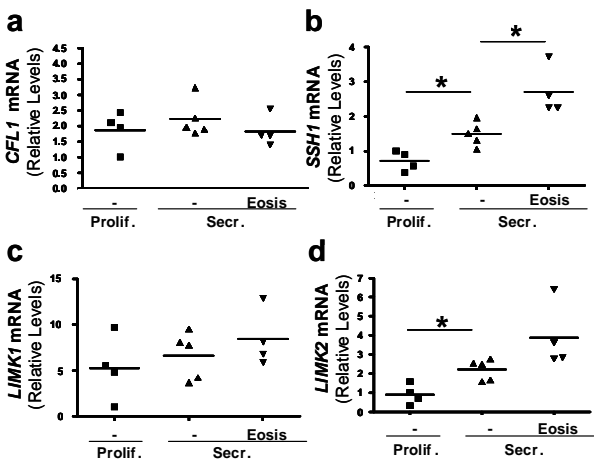 a
CFL1 mRNA
(Relative Levels)
4.5
4.0
3.5
3.0
2.5
2.0
1.5
1.0
0.5
0.0
- - Eosis
Prolif. Secr.
b
*
*
SSH1 mRNA
(Relative Levels)
4
3
2
1
0
- - Eosis
Prolif. Secr.
c
LIMK1 mRNA
(Relative Levels)
15
10
5
0
- - Eosis
Prolif. Secr.
d
*
LIMK2 mRNA
(Relative Levels)
7
6
5
4
3
2
1
0
- - Eosis
Prolif. Secr.